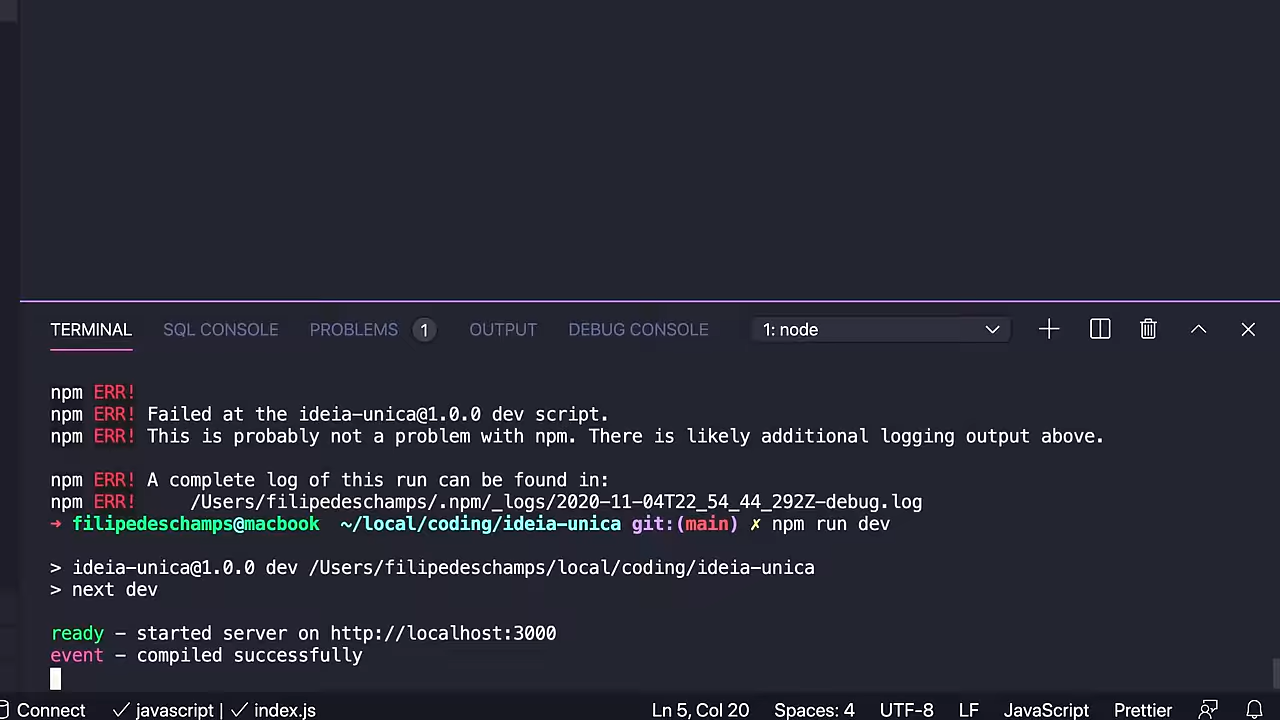 TERMINAL SQL CONSOLE PROBLEMS 1 OUTPUT DEBUG CONSOLE 1: node
npm ERR!
npm ERR! Failed at the ideia-unica@1.0.0 dev script.
npm ERR! This is probably not a problem with npm. There is likely additional logging output above.
npm ERR! A complete log of this run can be found in:
npm ERR!     /Users/filipedeschamps/.npm/_logs/2020-11-04T22_54_44_292Z-debug.log
➜ filipedeschamps@macbook  ~/local/coding/ideia-unica git:(main) ✗ npm run dev
> ideia-unica@1.0.0 dev /Users/filipedeschamps/local/coding/ideia-unica
> next dev
ready – started server on http://localhost:3000
event – compiled successfully
Connect ✓ javascript | ✓ index.js Ln 5, Col 20 Spaces: 4 UTF-8 LF JavaScript Prettier